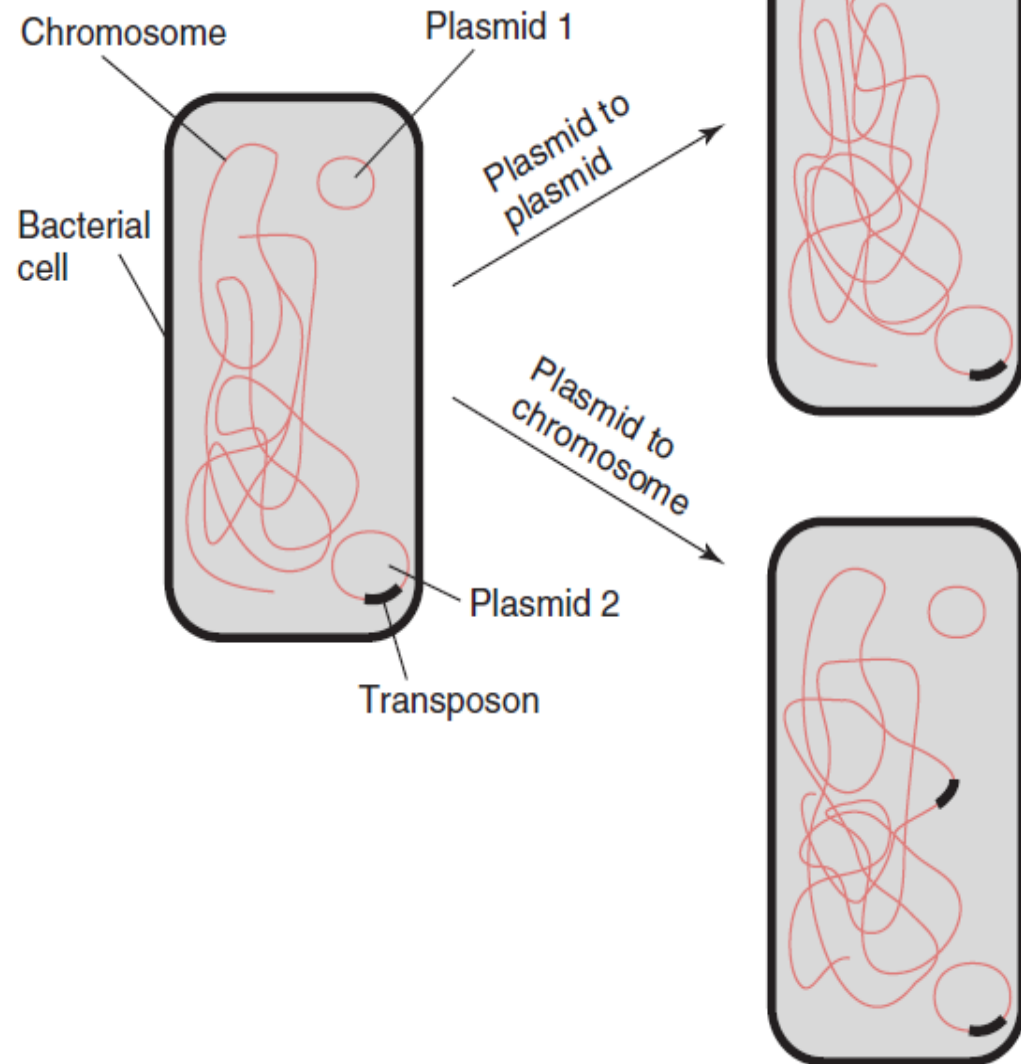 Chromosome
Plasmid 1
Plasmid to
plasmid
Bacterial
cell
Plasmid to
chromosome
Plasmid 2
Transposon